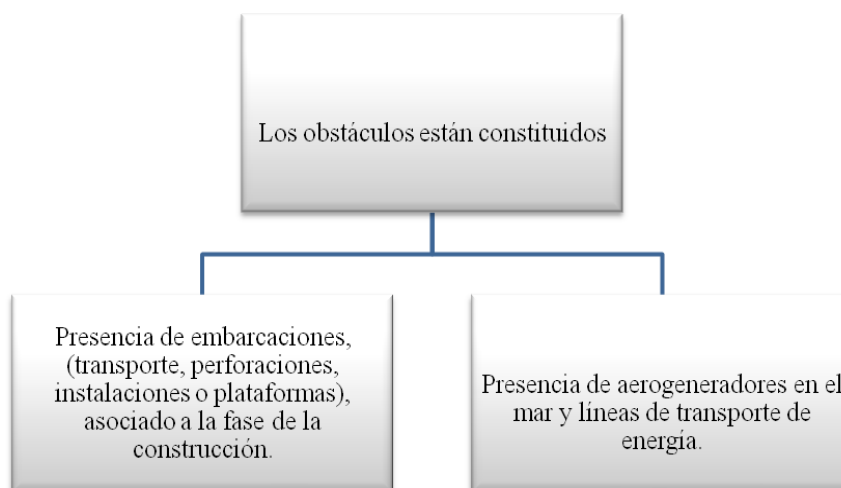 Los obstáculos están constituidos
Presencia de embarcaciones,
(transporte, perforaciones,
instalaciones o plataformas),
asociado a la fase de la
construcción.
Presencia de aerogeneradores en el
mar y líneas de transporte de
energía.